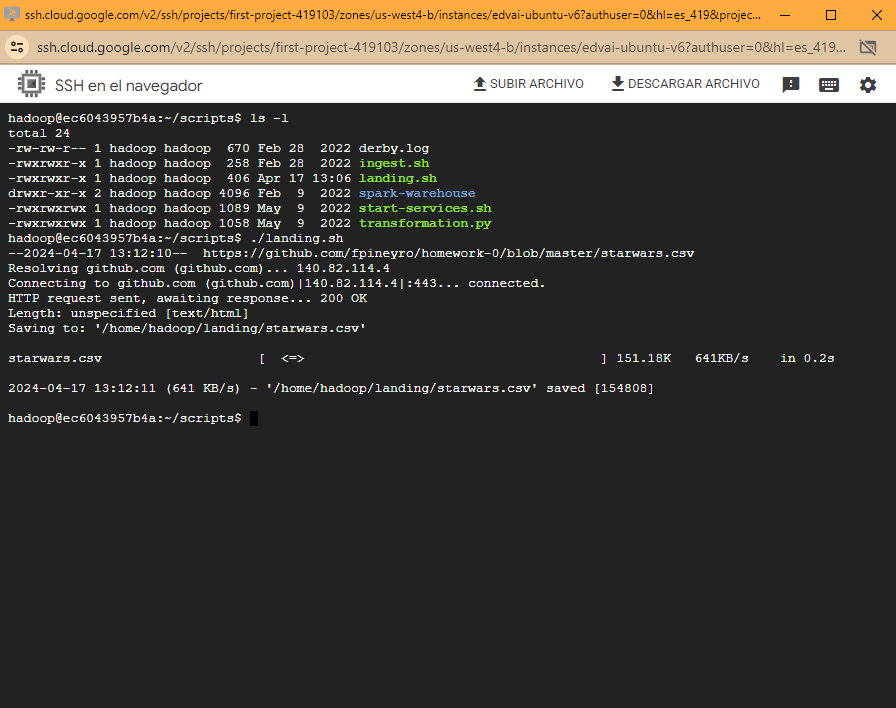 ssh.cloud.google.com/v2/ssh/projects/first-project-419103/zones/us-west4-b/instances/edvai-ubuntu-v6?authuser=0&hl=es_419&projec...
ssh.cloud.google.com/v2/ssh/projects/first-project-419103/zones/us-west4-b/instances/edvai-ubuntu-v6?authuser=0&hl=es_419...
SSH en el navegador
SUBIR ARCHIVO
DESCARGAR ARCHIVO
hadoop@ec6043957b4a:~/scripts$ ls -l
total 24
-rw-rw-r-- 1 hadoop hadoop  670 Feb 28  2022 derby.log
-rwxrwxr-x 1 hadoop hadoop  258 Feb 28  2022 ingest.sh
-rwxrwxr-x 1 hadoop hadoop  406 Apr 17 13:06 landing.sh
drwxr-xr-x 2 hadoop hadoop 4096 Feb  9  2022 spark-warehouse
-rwxrwxrwx 1 hadoop hadoop 1089 May  9  2022 start-services.sh
-rwxrwxrwx 1 hadoop hadoop 1058 May  9  2022 transformation.py
hadoop@ec6043957b4a:~/scripts$ ./landing.sh
--2024-04-17 13:12:10--  https://github.com/fpineyro/homework-0/blob/master/starwars.csv
Resolving github.com (github.com)... 140.82.114.4
Connecting to github.com (github.com)|140.82.114.4|:443... connected.
HTTP request sent, awaiting response... 200 OK
Length: unspecified [text/html]
Saving to: '/home/hadoop/landing/starwars.csv'
starwars.csv                    [  <=>                                      ] 151.18K   641KB/s    in 0.2s
2024-04-17 13:12:11 (641 KB/s) - '/home/hadoop/landing/starwars.csv' saved [154808]
hadoop@ec6043957b4a:~/scripts$